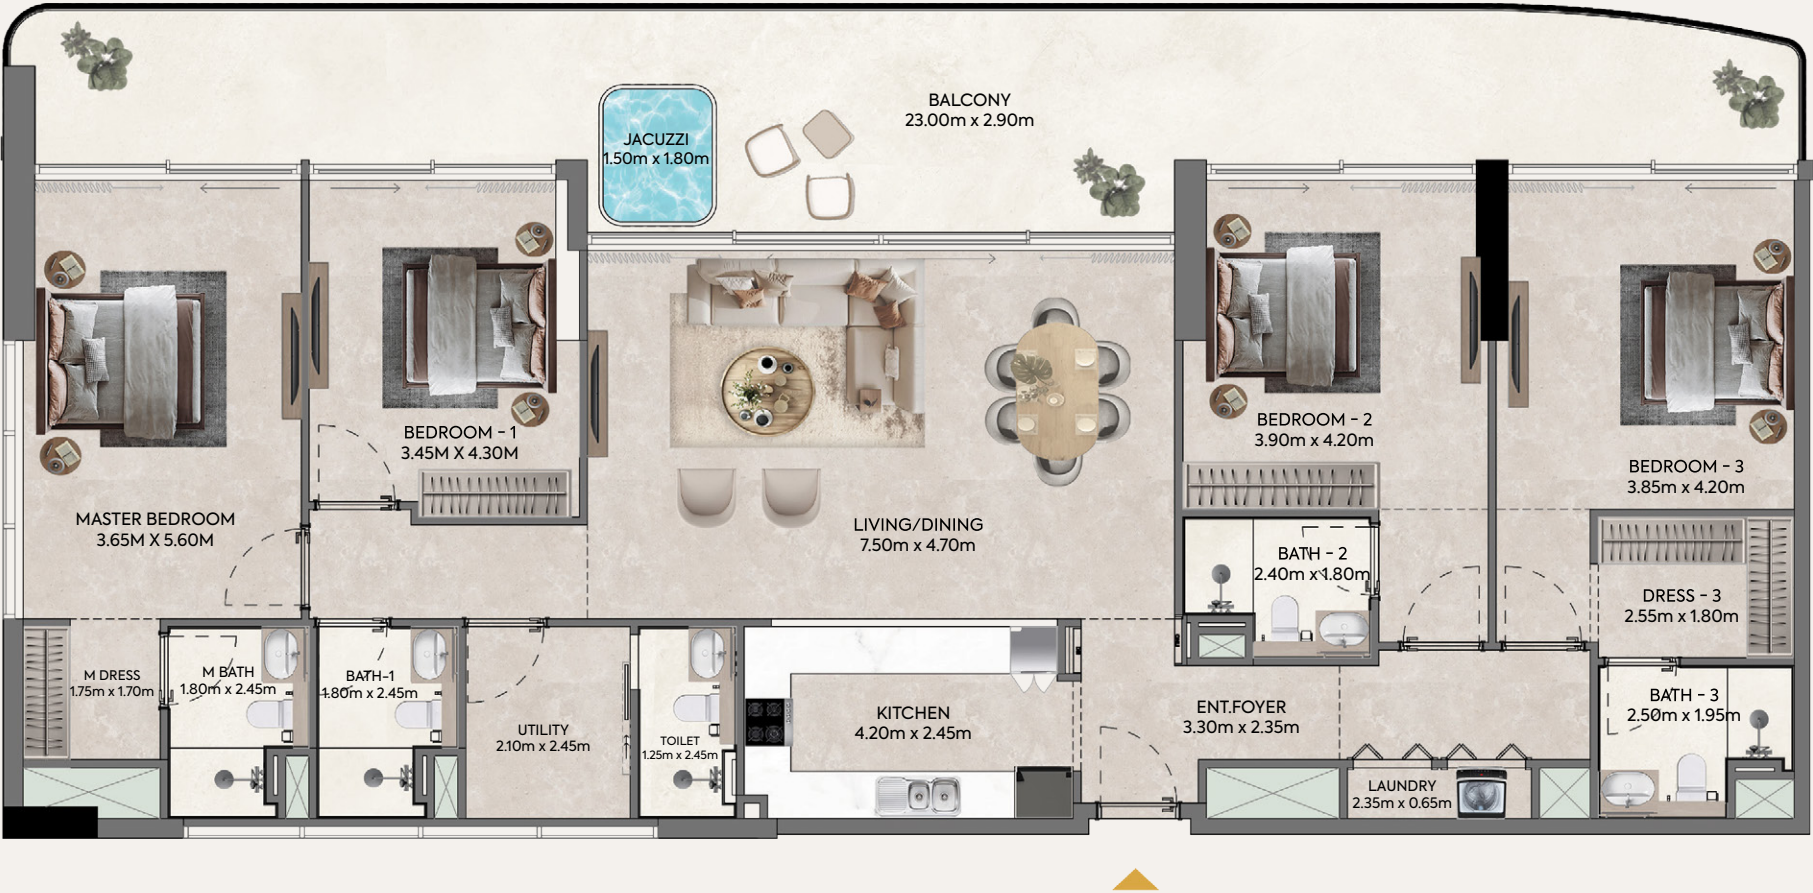 BALCONY
23.00m x 2.90m
JACUZZI
1.50m x 1.80m
BEDROOM - 1
3.45M X 4.30M
BEDROOM - 2
3.90m x 4.20m
BEDROOM - 3
3.85m x 4.20m
MASTER BEDROOM
3.65M X 5.60M
LIVING/DINING
7.50m x 4.70m
BATH - 2
2.40m x 1.80m
DRESS - 3
2.55m x 1.80m
M DRESS
1.75m x 1.70m
M BATH
1.80m x 2.45m
BATH-1
1.80m x 2.45m
UTILITY
2.10m x 2.45m
TOILET
1.25m x 2.45m
KITCHEN
4.20m x 2.45m
ENT.FOYER
3.30m x 2.35m
BATH - 3
2.50m x 1.95m
LAUNDRY
2.35m x 0.65m